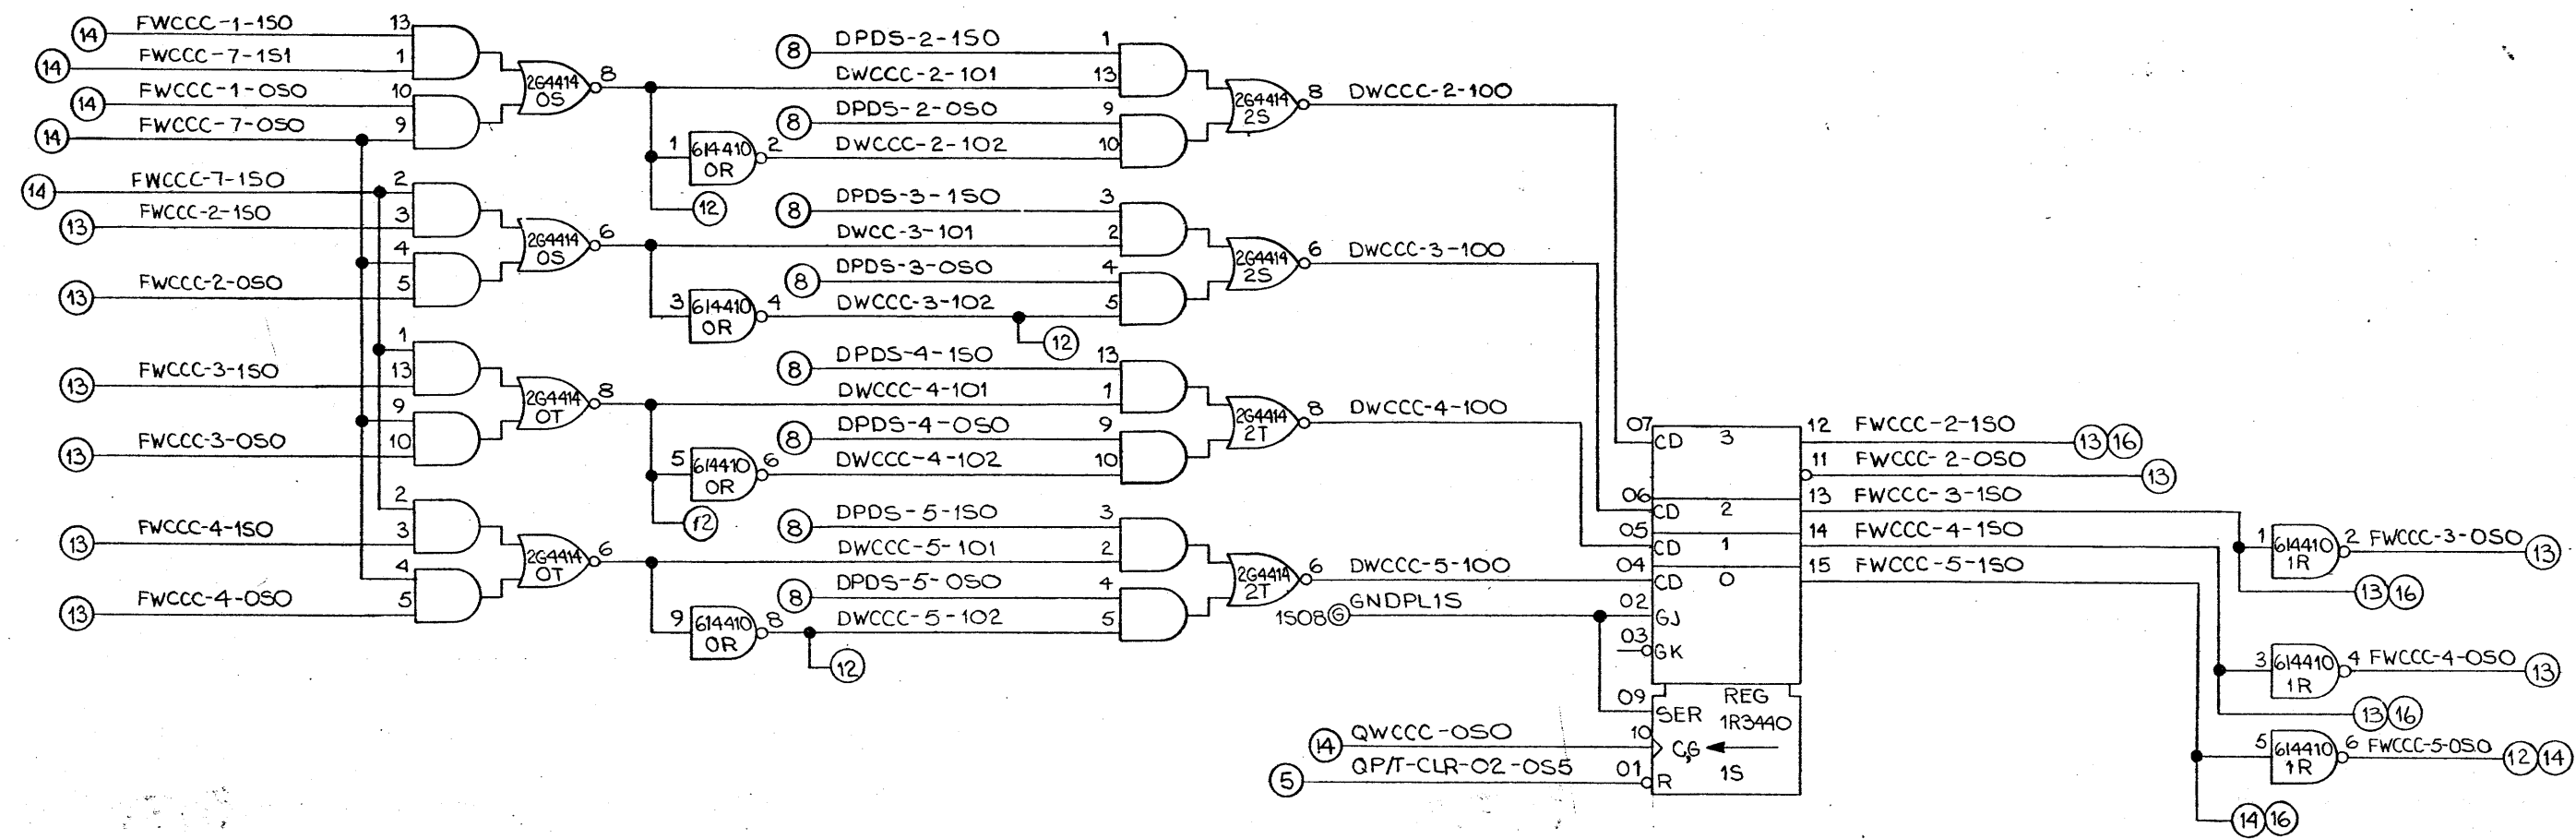 14 FWCCC-1-1S0 13
14 FWCCC-7-1S1 1
14 FWCCC-1-0S0 10
14 FWCCC-7-0S0 9
2G4414 0S 8
14 FWCCC-7-1S0 2
13 FWCCC-2-1S0 3
4
13 FWCCC-2-0S0 5
2G4414 0S 6
1
13 FWCCC-3-1S0 13
9
13 FWCCC-3-0S0 10
2G4414 0T 8
2
13 FWCCC-4-1S0 3
4
13 FWCCC-4-0S0 5
2G4414 0T 6
1 614410 0R 2
12
3 614410 0R 4
12
5 614410 0R 6
12
9 614410 0R 8
12
8 DPDS-2-1S0 1
DWCCC-2-101 13
8 DPDS-2-0S0 9
DWCCC-2-102 10
2G4414 2S 8 DWCCC-2-100
8 DPDS-3-1S0 3
DWCC-3-101 2
8 DPDS-3-0S0 4
DWCCC-3-102 5
2G4414 2S 6 DWCCC-3-100
8 DPDS-4-1S0 13
DWCCC-4-101 1
8 DPDS-4-0S0 9
DWCCC-4-102 10
2G4414 2T 8 DWCCC-4-100
8 DPDS-5-1S0 3
DWCCC-5-101 2
8 DPDS-5-0S0 4
DWCCC-5-102 5
2G4414 2T 6 DWCCC-5-100
1S08 G GNDPL1S
14 QWCCC-0S0
5 QP/T-CLR-02-0S5
07 CD 3
06 CD 2
05 CD 1
04 CD 0
02 GJ
03 GK
09 SER REG
1R3440
10 C,G
1S
01 R
12 FWCCC-2-1S0 13 16
11 FWCCC-2-0S0 13
13 FWCCC-3-1S0
14 FWCCC-4-1S0
15 FWCCC-5-1S0
1 614410 1R 2 FWCCC-3-0S0 13
13 16
3 614410 1R 4 FWCCC-4-0S0 13
13 16
5 614410 1R 6 FWCCC-5-0S0 12 14
14 16